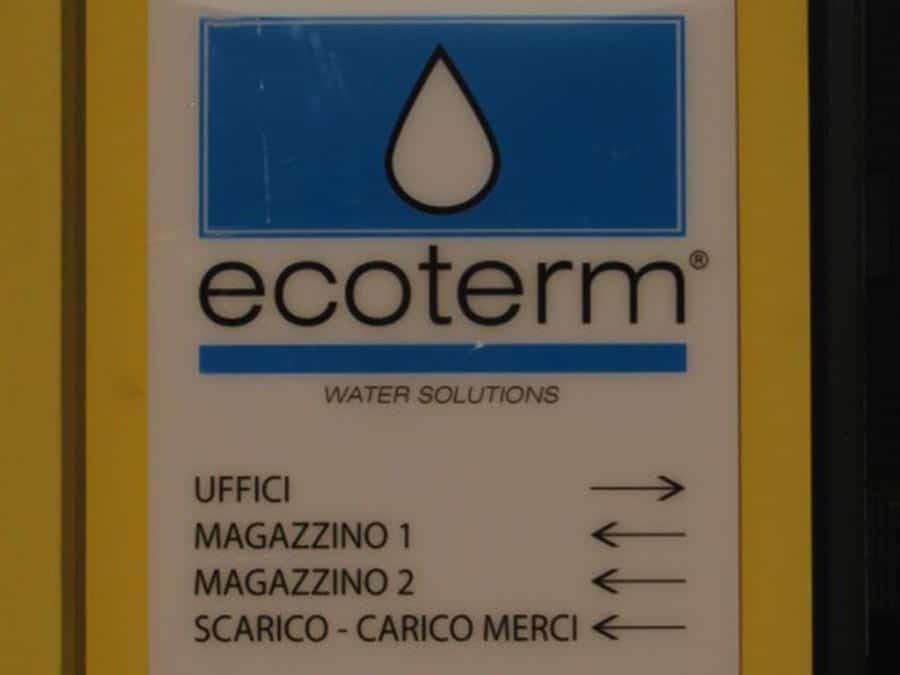 ecoterm®
WATER SOLUTIONS
UFFICI →
MAGAZZINO 1 ←
MAGAZZINO 2 ←
SCARICO - CARICO MERCI ←